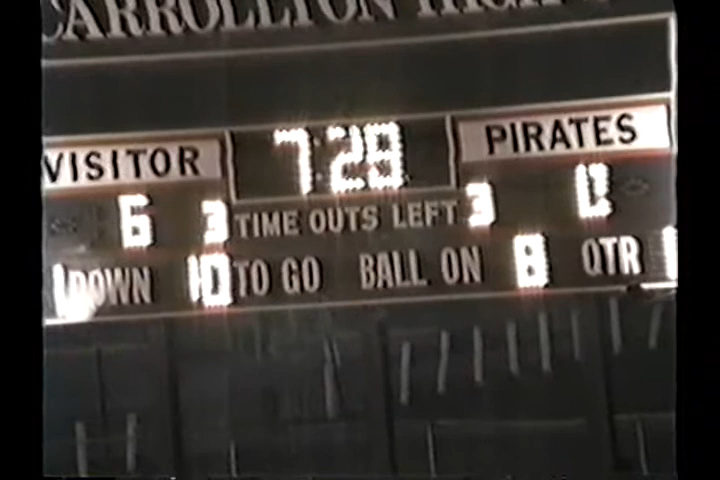 CARROLLTON HIGH
VISITOR 7:29 PIRATES
6 3 TIME OUTS LEFT 3
1 DOWN 10 TO GO BALL ON 8 QTR 1